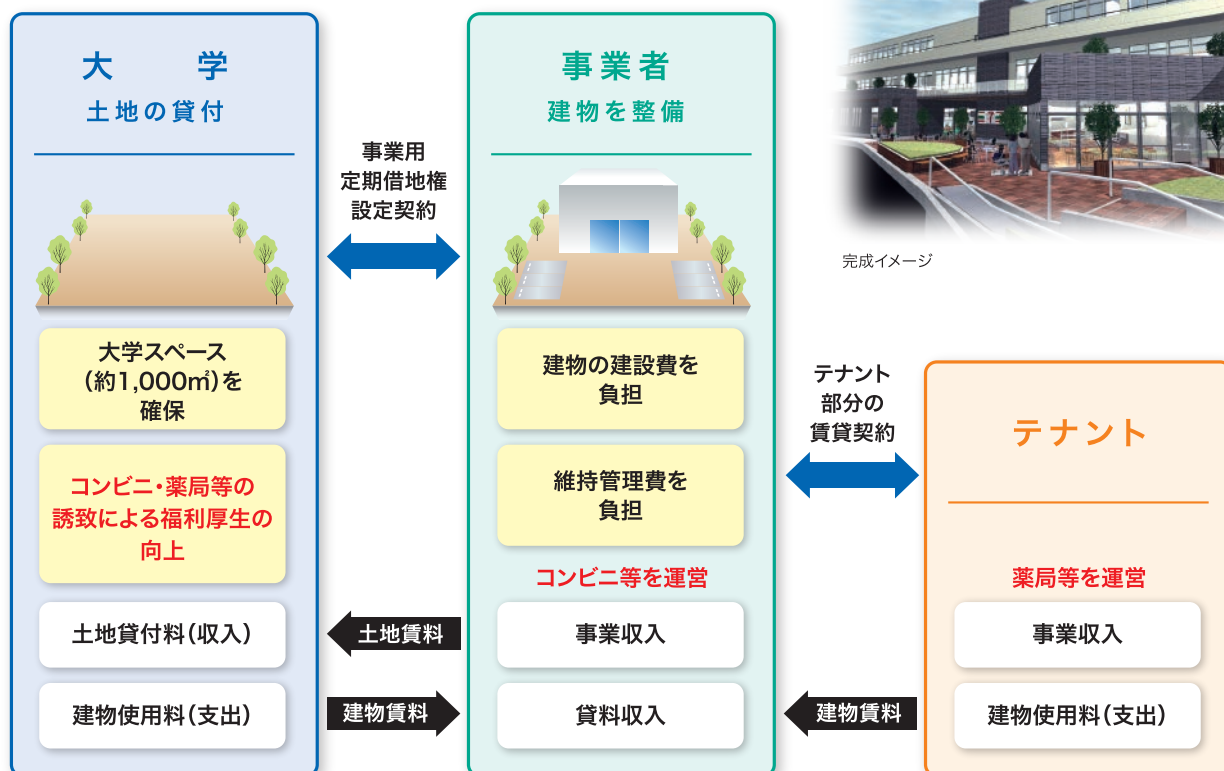 大　学
土地の貸付
大学スペース
（約1,000㎡）を
確保
コンビニ・薬局等の
誘致による福利厚生の
向上
土地貸付料（収入）
建物使用料（支出）
事業用
定期借地権
設定契約
土地賃料
建物賃料
事業者
建物を整備
建物の建設費を
負担
維持管理費を
負担
コンビニ等を運営
事業収入
貸料収入
完成イメージ
テナント
部分の
賃貸契約
建物賃料
テナント
薬局等を運営
事業収入
建物使用料（支出）